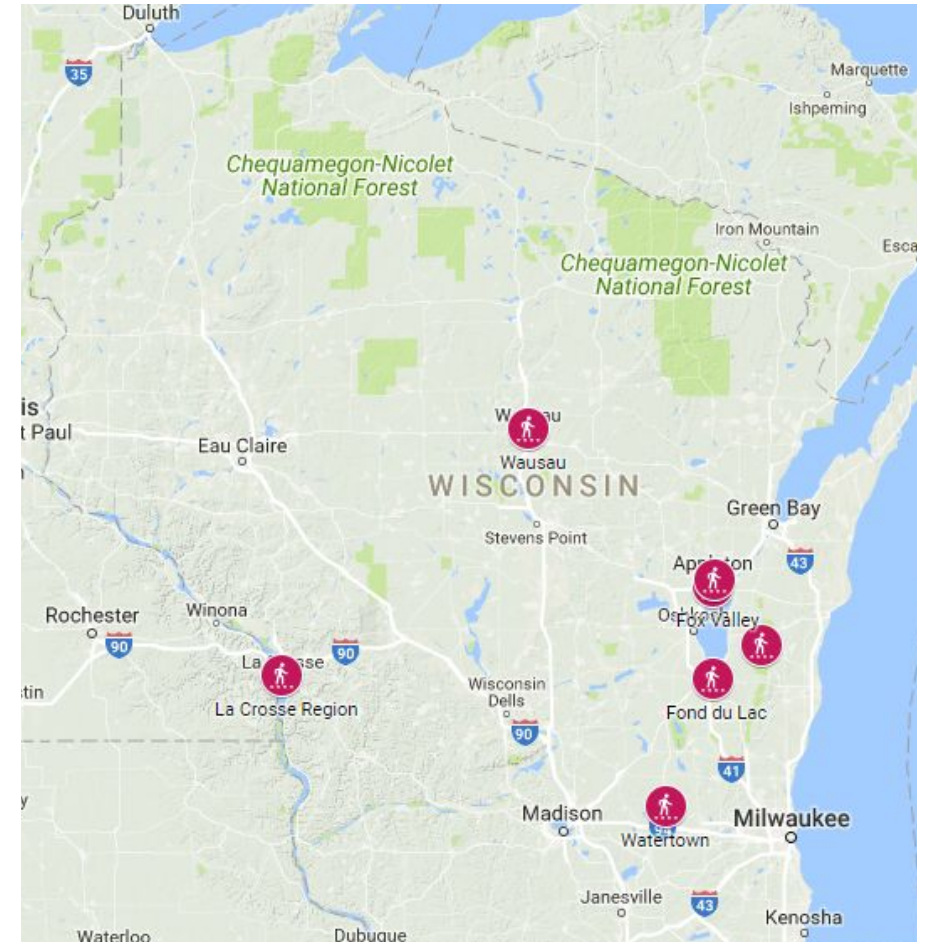 Duluth
35
Marquette
Ishpeming
Chequamegon-Nicolet
National Forest
Iron Mountain
Esca
Chequamegon-Nicolet
National Forest
is
t Paul
Eau Claire
Wausau
WISCONSIN
Stevens Point
Green Bay
43
Rochester
90
Winona
90
Fox Valley
La Crosse Region
tin
Wisconsin
Dells
90
Fond du Lac
41
y
Madison
Milwaukee
Watertown
Janesville
43
Kenosha
Waterloo
Dubuque